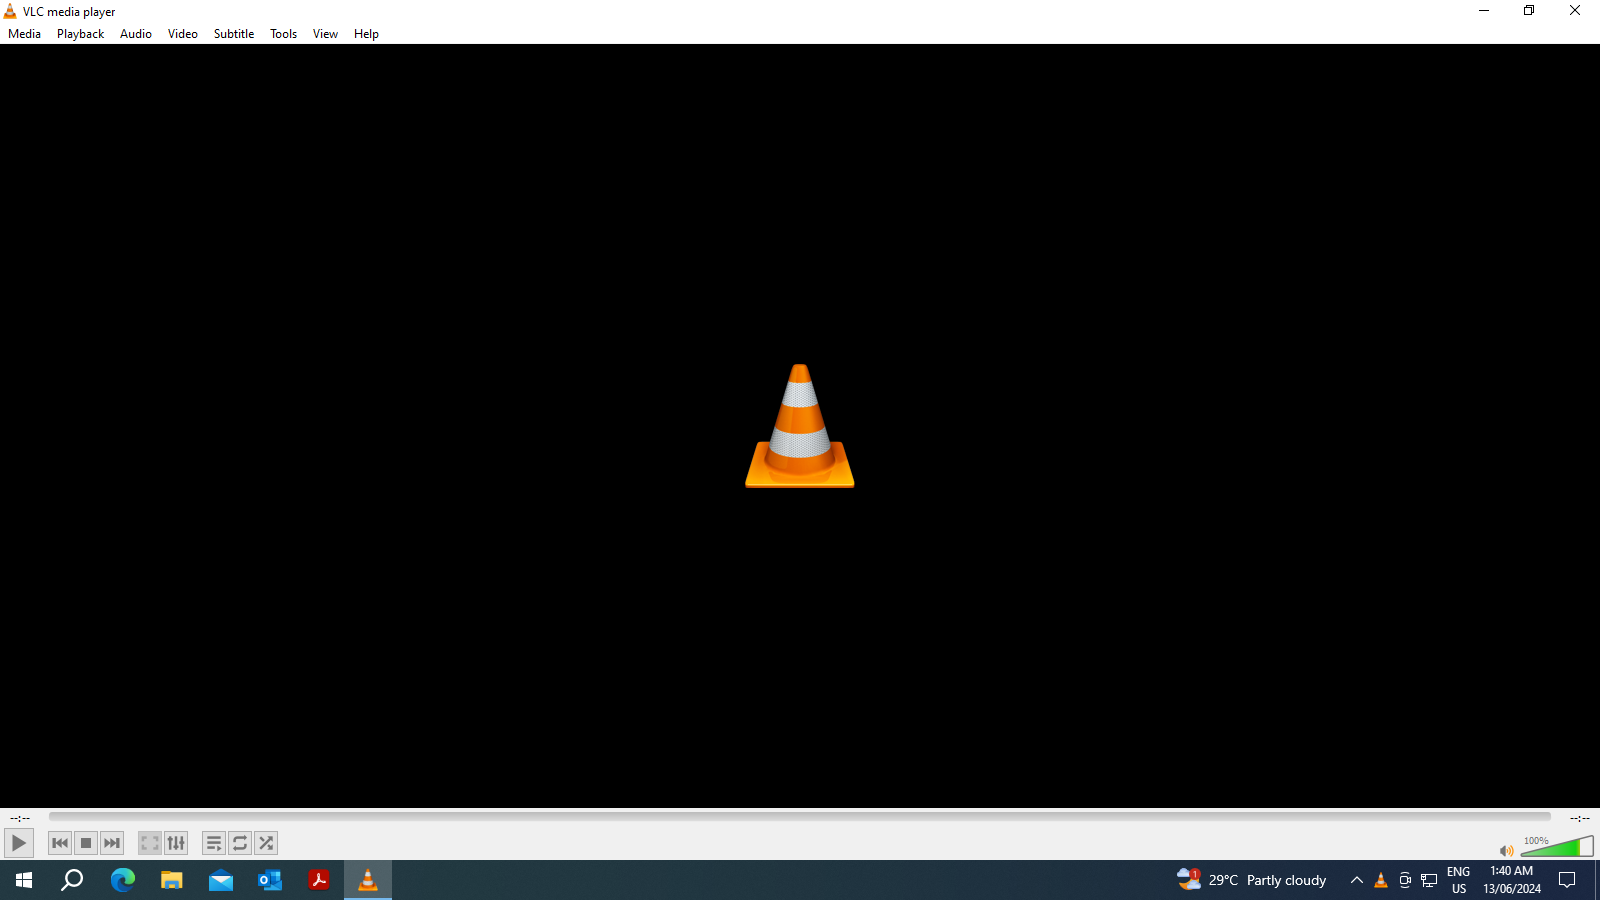 VLC media player
Media Playback Audio Video Subtitle Tools View Help
--:-- --:--
100%
1 29°C Partly cloudy ENG 1:40 AM
US 13/06/2024